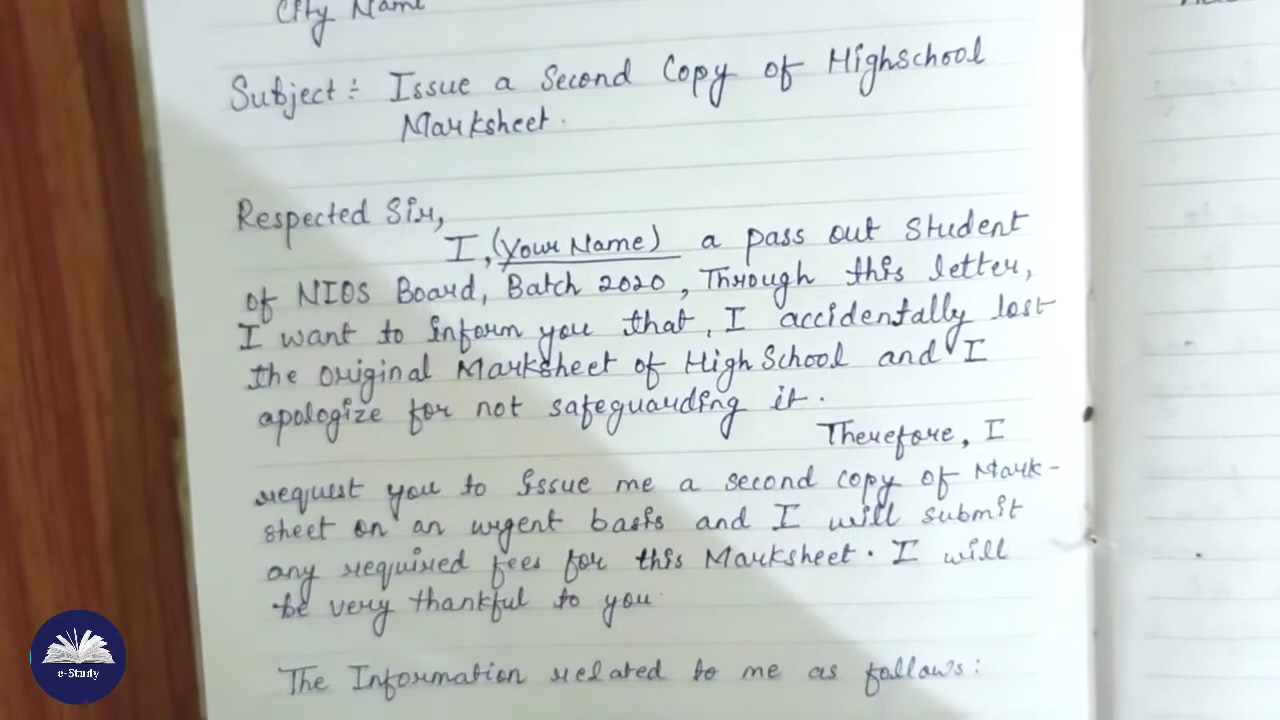 City Name
Subject :- Issue a Second Copy of Highschool
Marksheet.
Respected Sir,
I, (Your Name) a pass out Student
of NIOS Board, Batch 2020, Through this letter,
I want to inform you that, I accidentally lost
the original Marksheet of High School and I
apologize for not safeguarding it.
Therefore, I
request you to issue me a second copy of Mark-
sheet on an urgent basis and I will submit
any required fees for this Marksheet. I will
be very thankful to you.
The Information related to me as follows:
e-Study